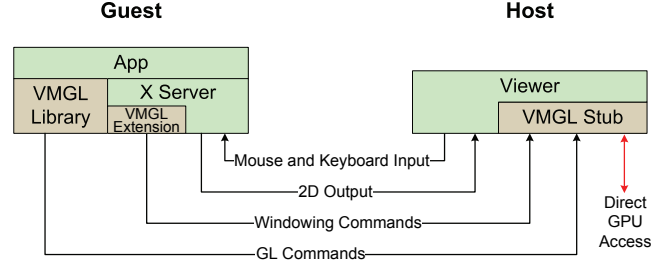 Guest
Host
App
VMGL
Library
X Server
VMGL
Extension
Viewer
VMGL Stub
Mouse and Keyboard Input
2D Output
Windowing Commands
GL Commands
Direct
GPU
Access